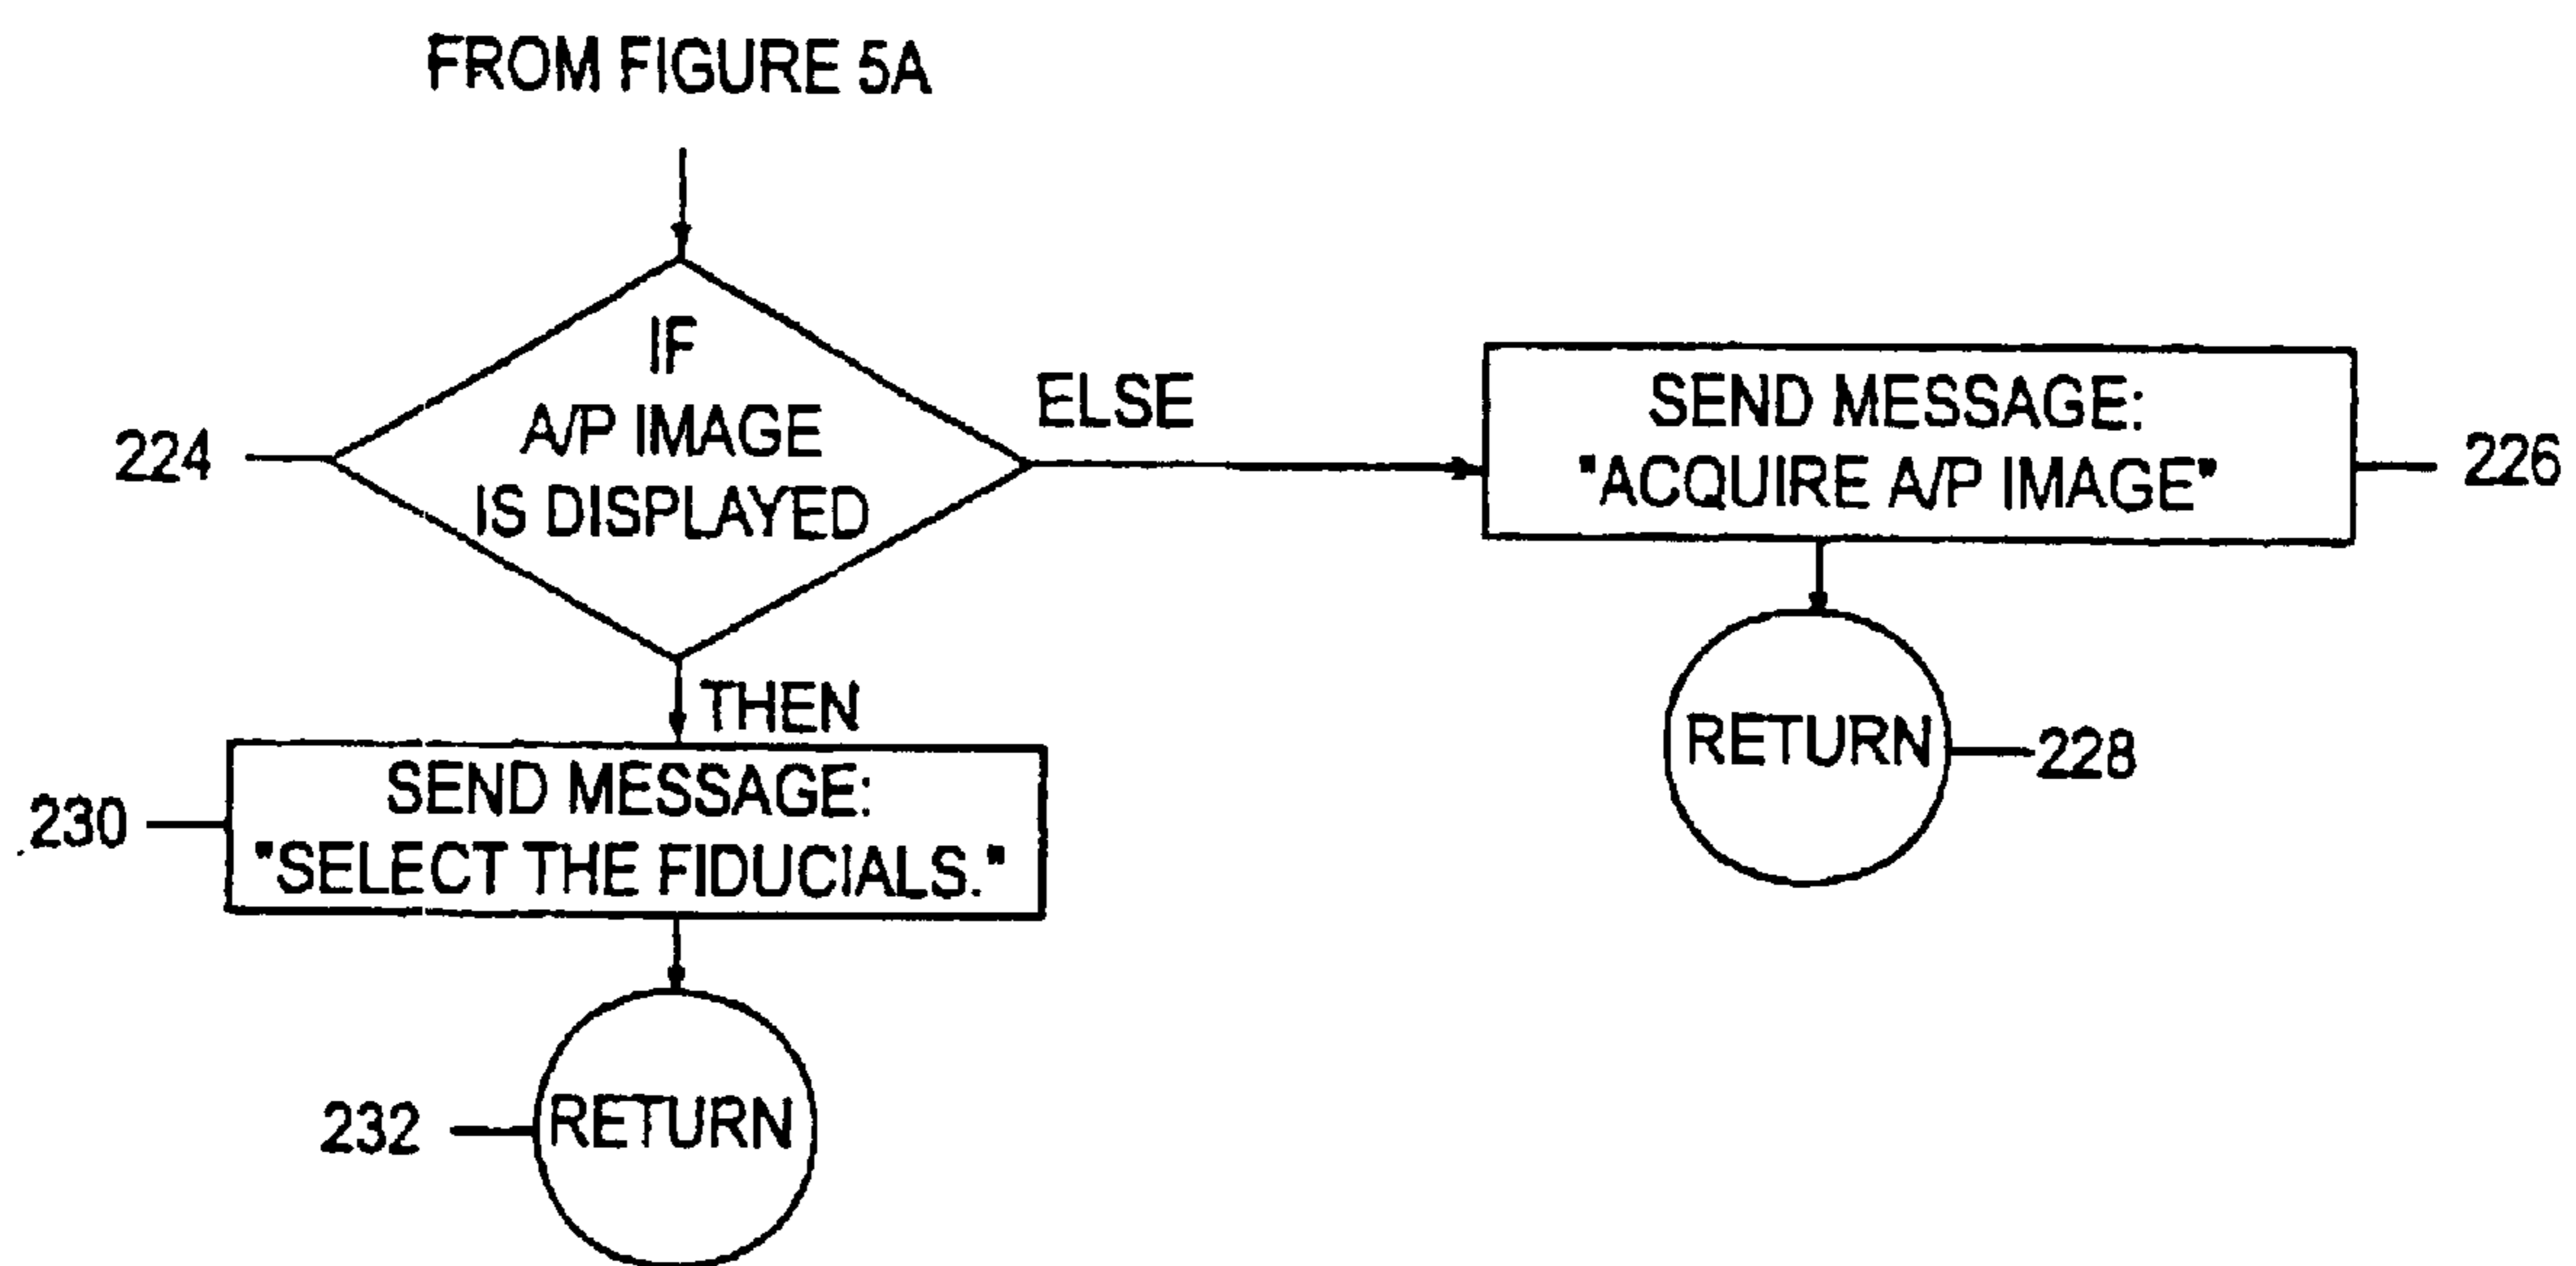 FROM FIGURE 5A
IF
A/P IMAGE
IS DISPLAYED
224
ELSE
SEND MESSAGE:
"ACQUIRE A/P IMAGE"
226
RETURN
228
THEN
SEND MESSAGE:
"SELECT THE FIDUCIALS."
230
RETURN
232